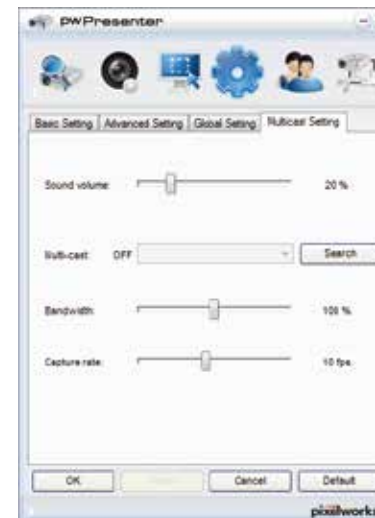 pwPresenter
Basic Setting Advanced Setting Global Setting Multicast Setting
Sound volume: 20 %
Multi-cast: OFF Search
Bandwidth: 100 %
Capture rate: 10 fps
OK Cancel Default
pixelworks